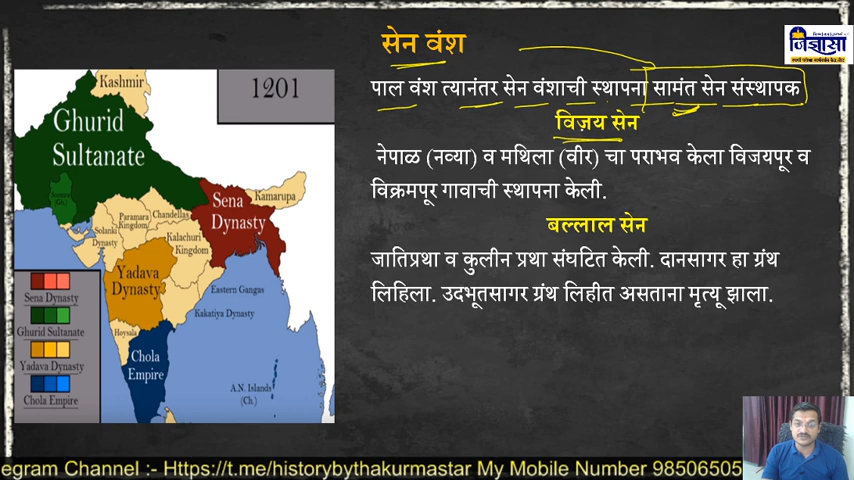 सेन वंश
जिज्ञासा
पाल वंश त्यानंतर सेन वंशाची स्थापना सामंत सेन संस्थापक
विज़य सेन
नेपाळ (नव्या) व मथिला (वीर) चा पराभव केला विजयपूर व
विक्रमपूर गावाची स्थापना केली.
बल्लाल सेन
जातिप्रथा व कुलीन प्रथा संघटित केली. दानसागर हा ग्रंथ
लिहिला. उदभूतसागर ग्रंथ लिहीत असताना मृत्यू झाला.
1201
Kashmir
Ghurid
Sultanate
Sena
Dynasty
Kamarupa
Paramara
Kingdom
Chandellas
Solanki
Dynasty
Kalachuri
Kingdom
Yadava
Dynasty
Eastern Gangas
Kakatiya Dynasty
Hoysala
Chola
Empire
A.N. Islands
(Ch.)
Sena Dynasty
Ghurid Sultanate
Yadava Dynasty
Chola Empire
egram Channel :- Https://t.me/historybythakurmastar My Mobile Number 98506505